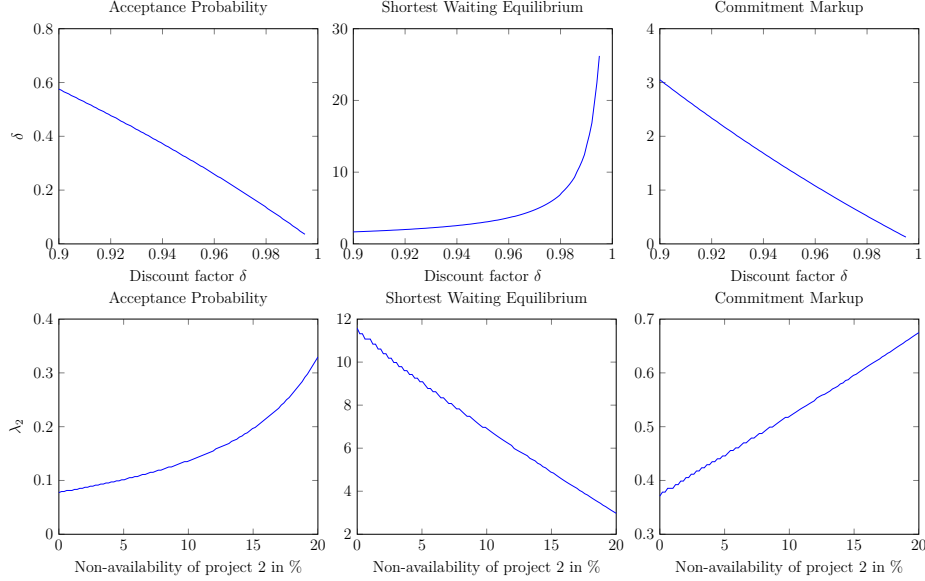 Acceptance Probability
0.8
0.6
0.4
0.2
0
δ
0.9 0.92 0.94 0.96 0.98 1
Discount factor δ
Shortest Waiting Equilibrium
30
20
10
0
0.9 0.92 0.94 0.96 0.98 1
Discount factor δ
Commitment Markup
4
3
2
1
0
0.9 0.92 0.94 0.96 0.98 1
Discount factor δ
Acceptance Probability
0.4
0.3
0.2
0.1
0
λ₂
0 5 10 15 20
Non-availability of project 2 in %
Shortest Waiting Equilibrium
12
10
8
6
4
2
0 5 10 15 20
Non-availability of project 2 in %
Commitment Markup
0.7
0.6
0.5
0.4
0.3
0 5 10 15 20
Non-availability of project 2 in %